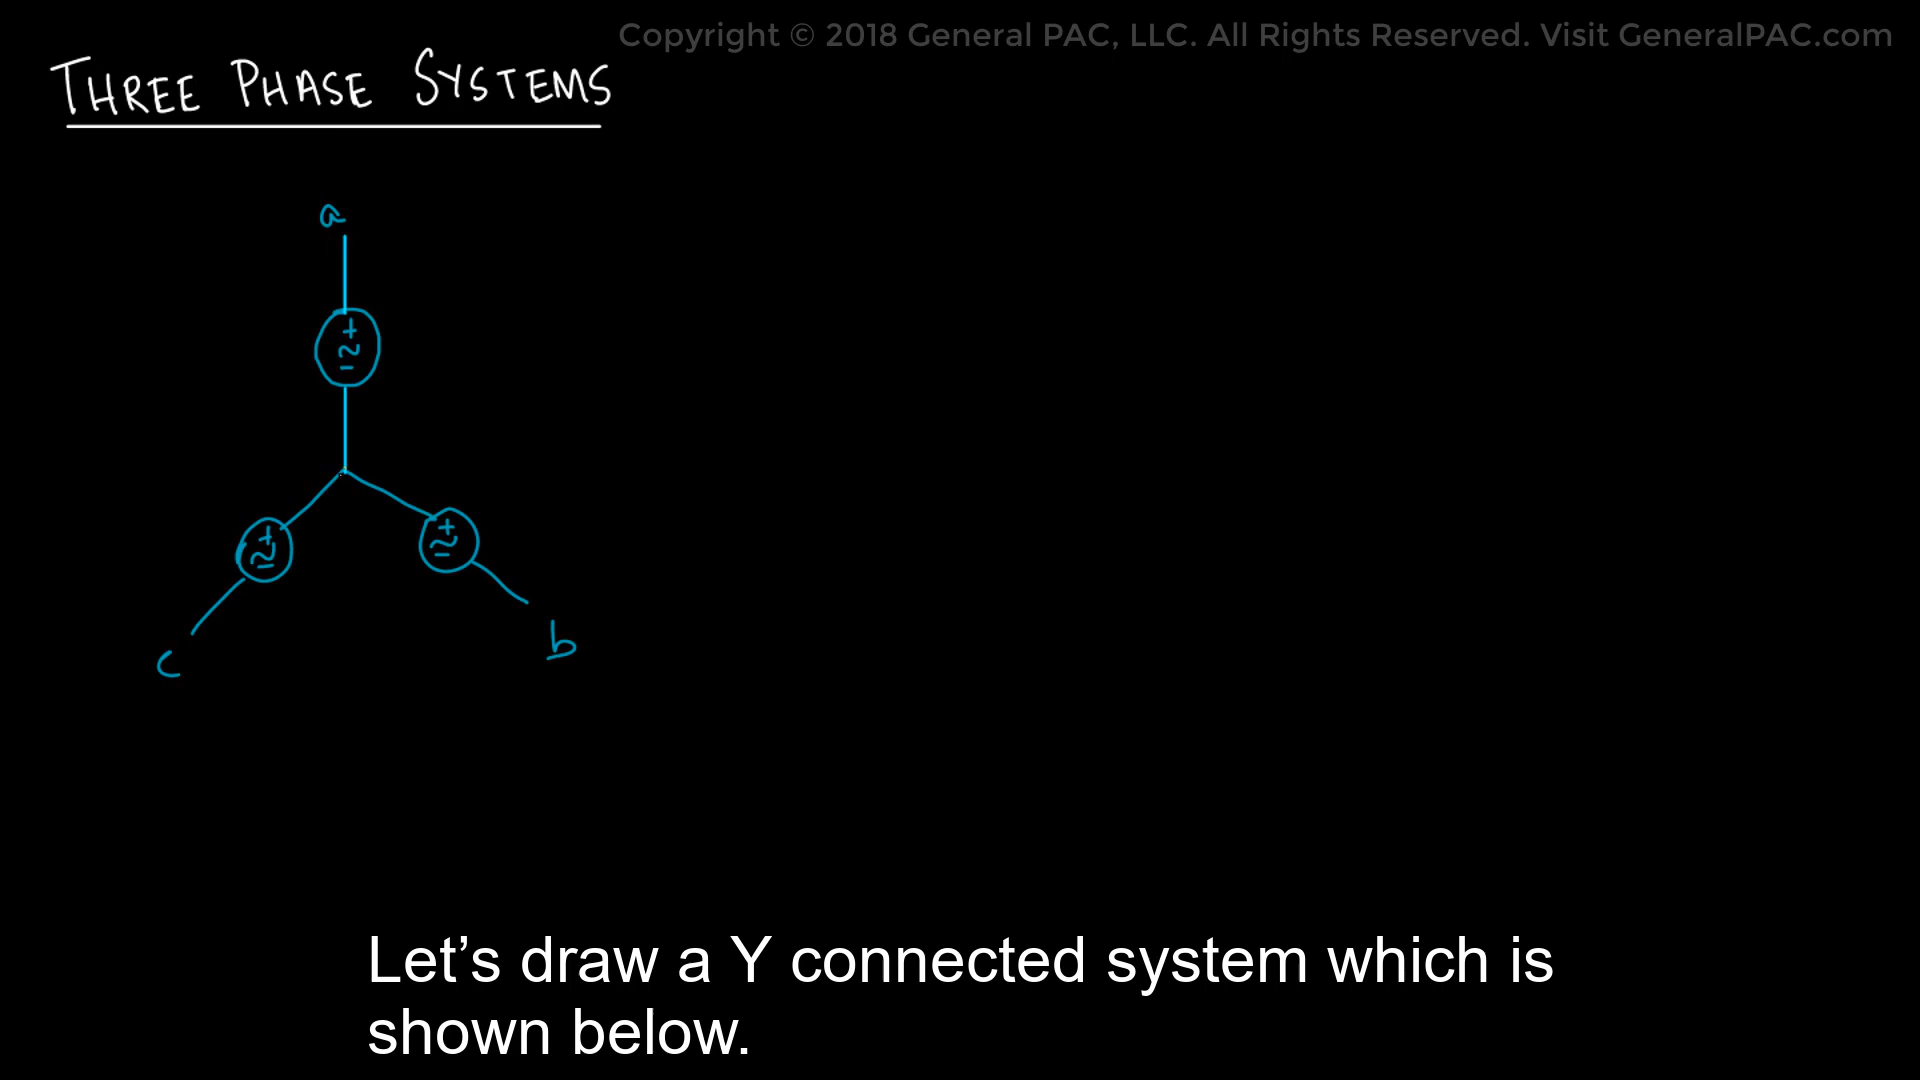 Copyright © 2018 General PAC, LLC. All Rights Reserved. Visit GeneralPAC.com
THREE PHASE SYSTEMS
a
+
~
-
+
~
-
+
~
-
c
b
Let’s draw a Y connected system which is
shown below.